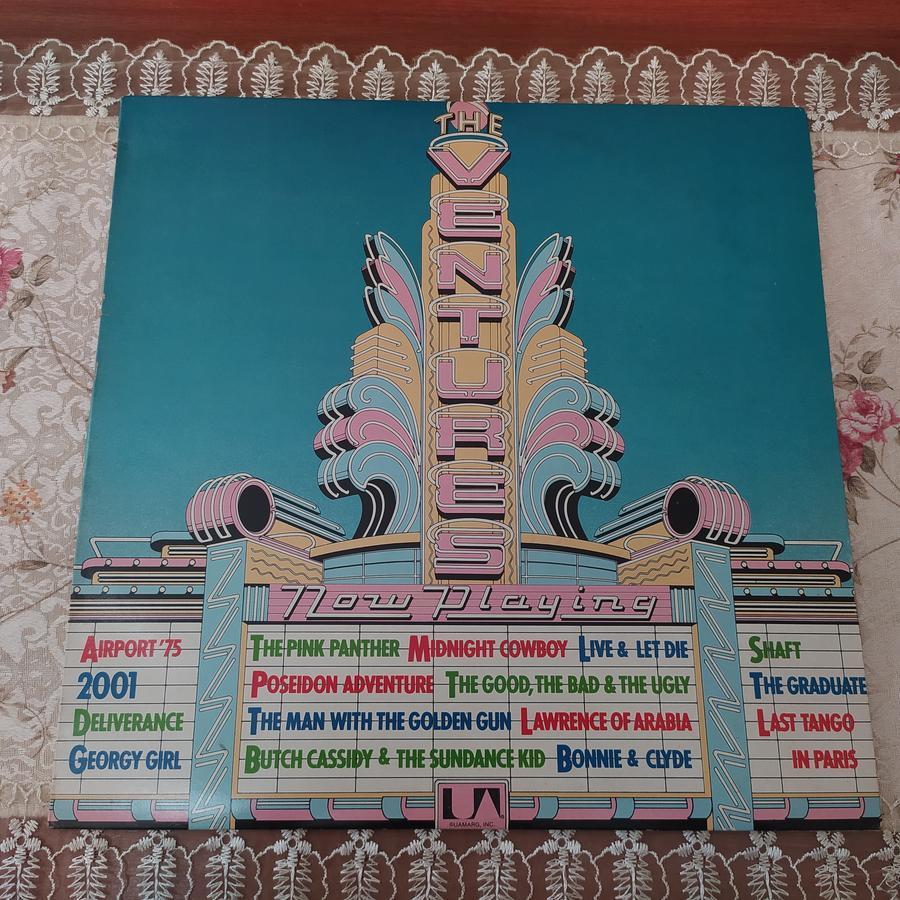 THE
VENTURES
Now Playing
AIRPORT '75
2001
DELIVERANCE
GEORGY GIRL
THE PINK PANTHER MIDNIGHT COWBOY LIVE & LET DIE
POSEIDON ADVENTURE THE GOOD, THE BAD & THE UGLY
THE MAN WITH THE GOLDEN GUN LAWRENCE OF ARABIA
BUTCH CASSIDY & THE SUNDANCE KID BONNIE & CLYDE
SHAFT
THE GRADUATE
LAST TANGO
IN PARIS
UA
©UAMARG, INC.